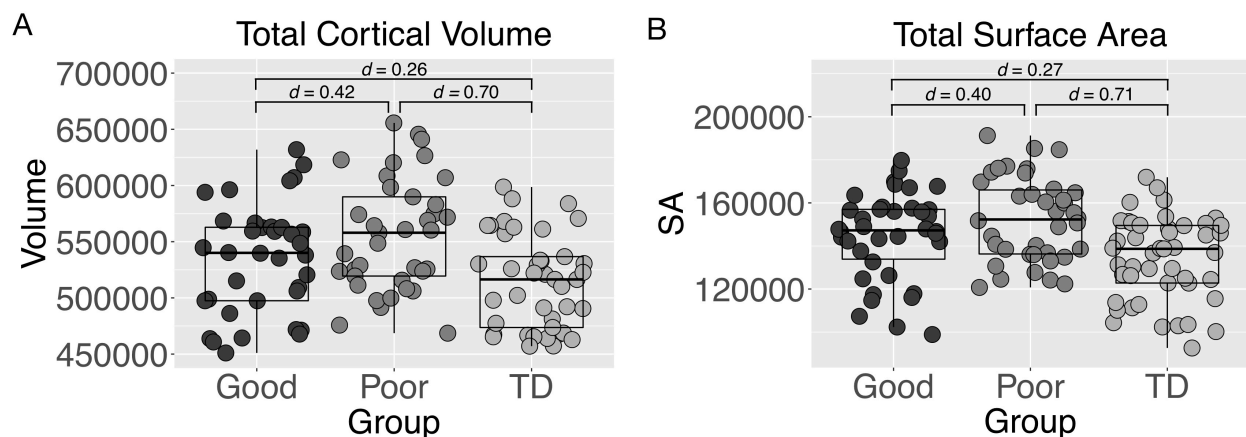 A
Total Cortical Volume
700000
650000
600000
550000
500000
450000
Volume
d = 0.26
d = 0.42
d = 0.70
Good
Poor
TD
Group
B
Total Surface Area
200000
160000
120000
SA
d = 0.27
d = 0.40
d = 0.71
Good
Poor
TD
Group